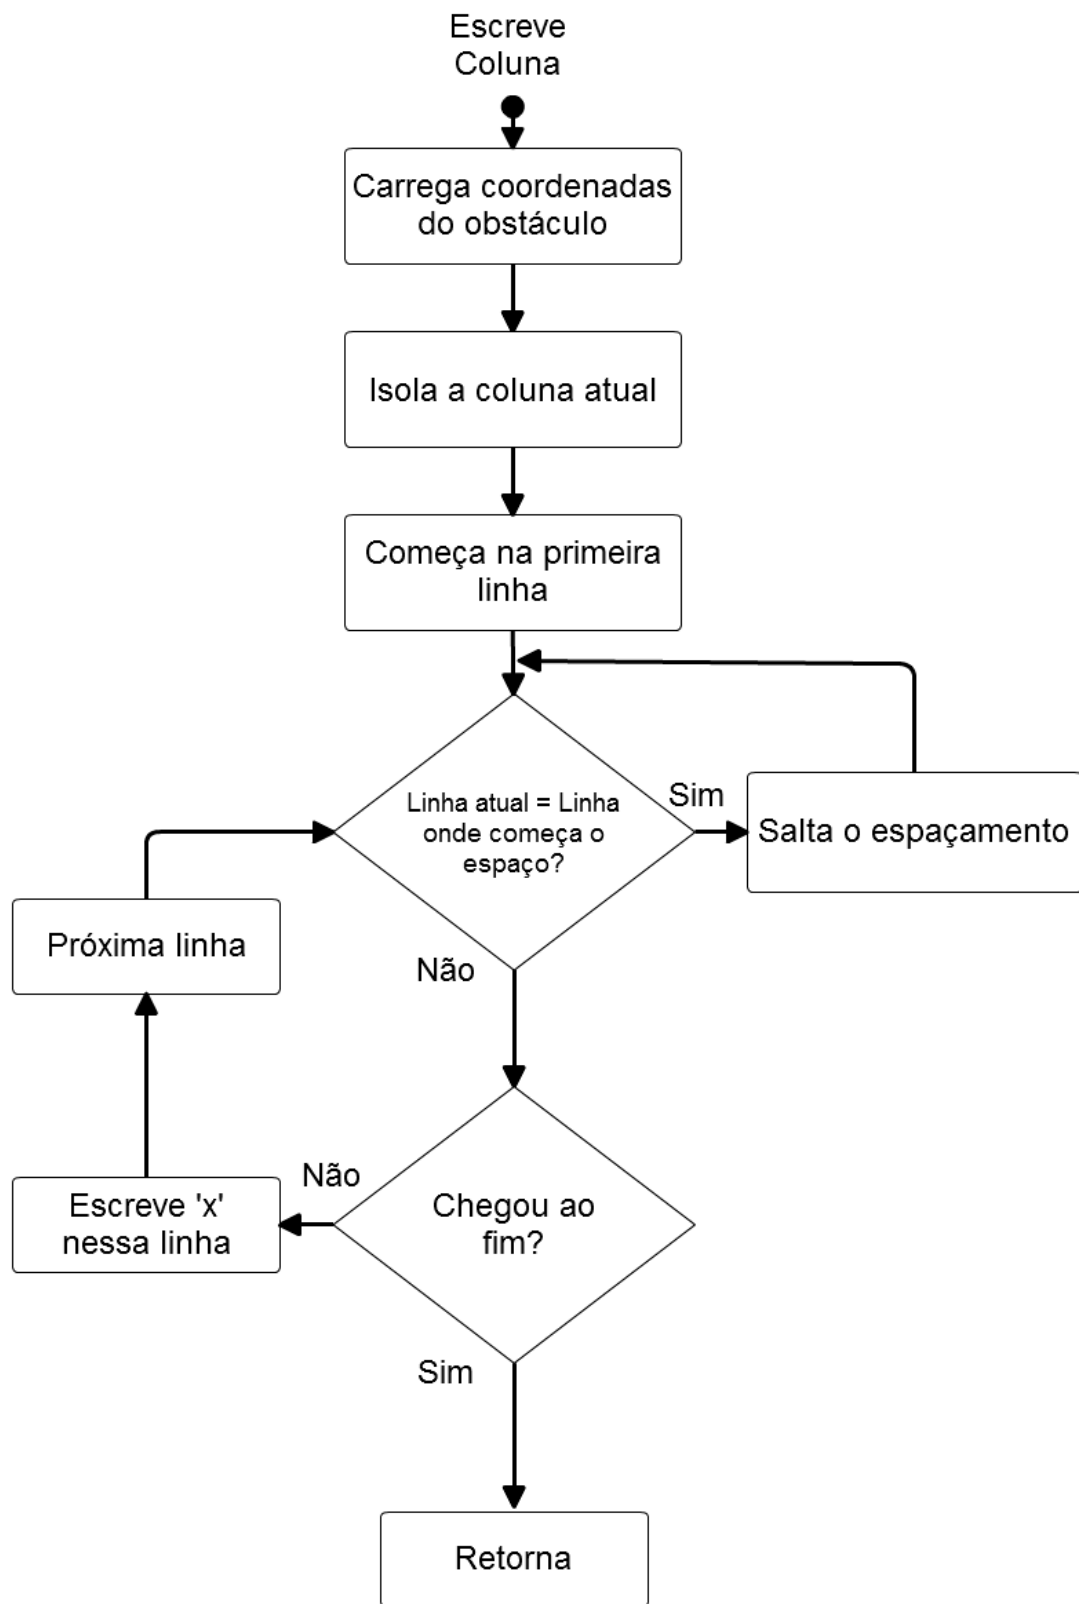 Escreve
Coluna
Carrega coordenadas
do obstáculo
Isola a coluna atual
Começa na primeira
linha
Linha atual = Linha
onde começa o
espaço?
Sim
Salta o espaçamento
Próxima linha
Não
Chegou ao
fim?
Não
Escreve 'x'
nessa linha
Sim
Retorna